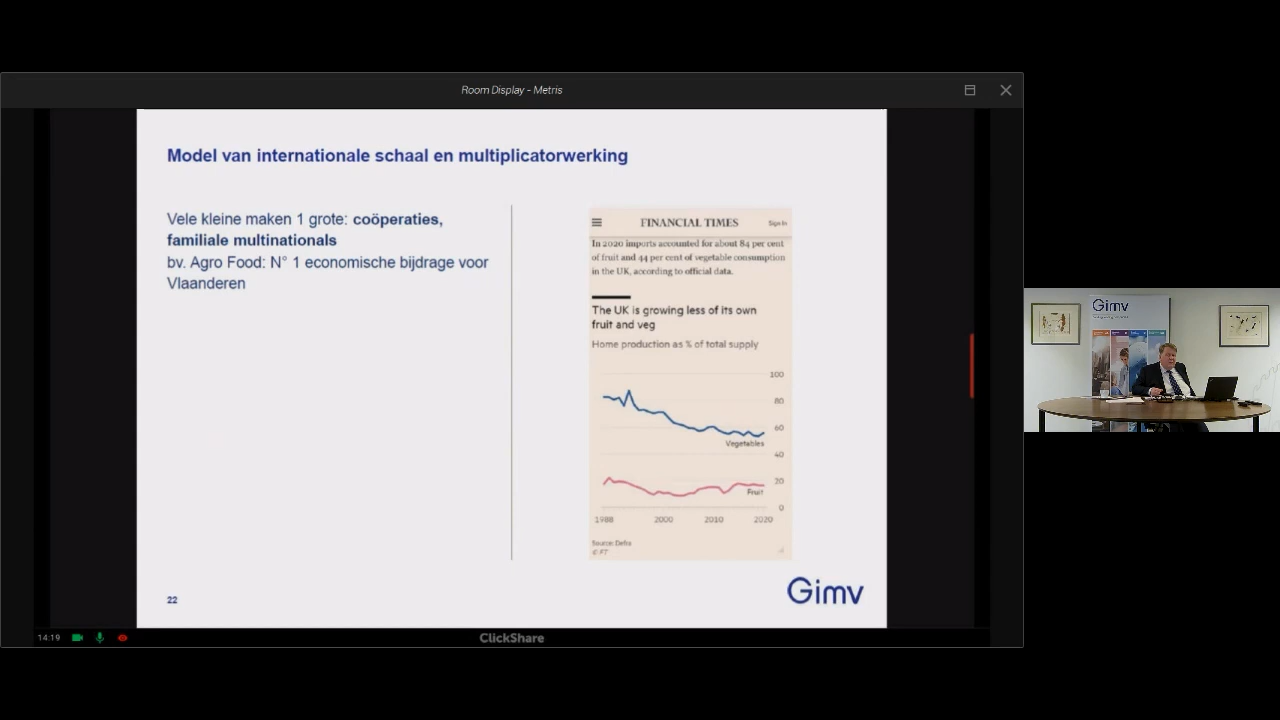 Room Display - Metris
Model van internationale schaal en multiplicatorwerking
Vele kleine maken 1 grote: coöperaties,
familiale multinationals
bv. Agro Food: N° 1 economische bijdrage voor
Vlaanderen
FINANCIAL TIMES
Sign In
In 2020 imports accounted for about 84 per cent
of fruit and 44 per cent of vegetable consumption
in the UK, according to official data.
The UK is growing less of its own
fruit and veg
Home production as % of total supply
100
80
60
Vegetables
40
20
Fruit
0
1988 2000 2010 2020
Source: Defra
© FT
22
Gimv
14:19
ClickShare
Gimv